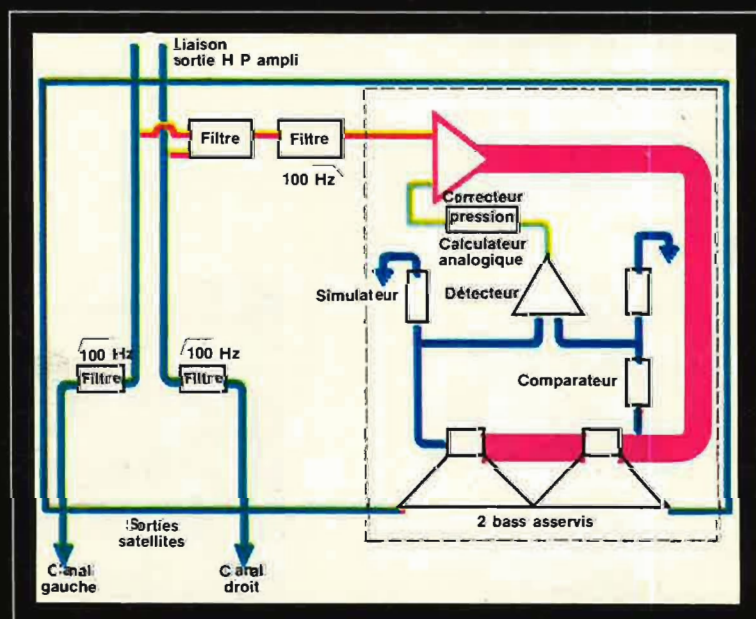 Liaison
sortie H P ampli
Filtre
Filtre
100 Hz
Correcteur
pression
Calculateur
analogique
Simulateur
Détecteur
100 Hz
100 Hz
Filtre
Filtre
Comparateur
Sorties
satellites
2 bass asservis
Canal
gauche
Canal
droit